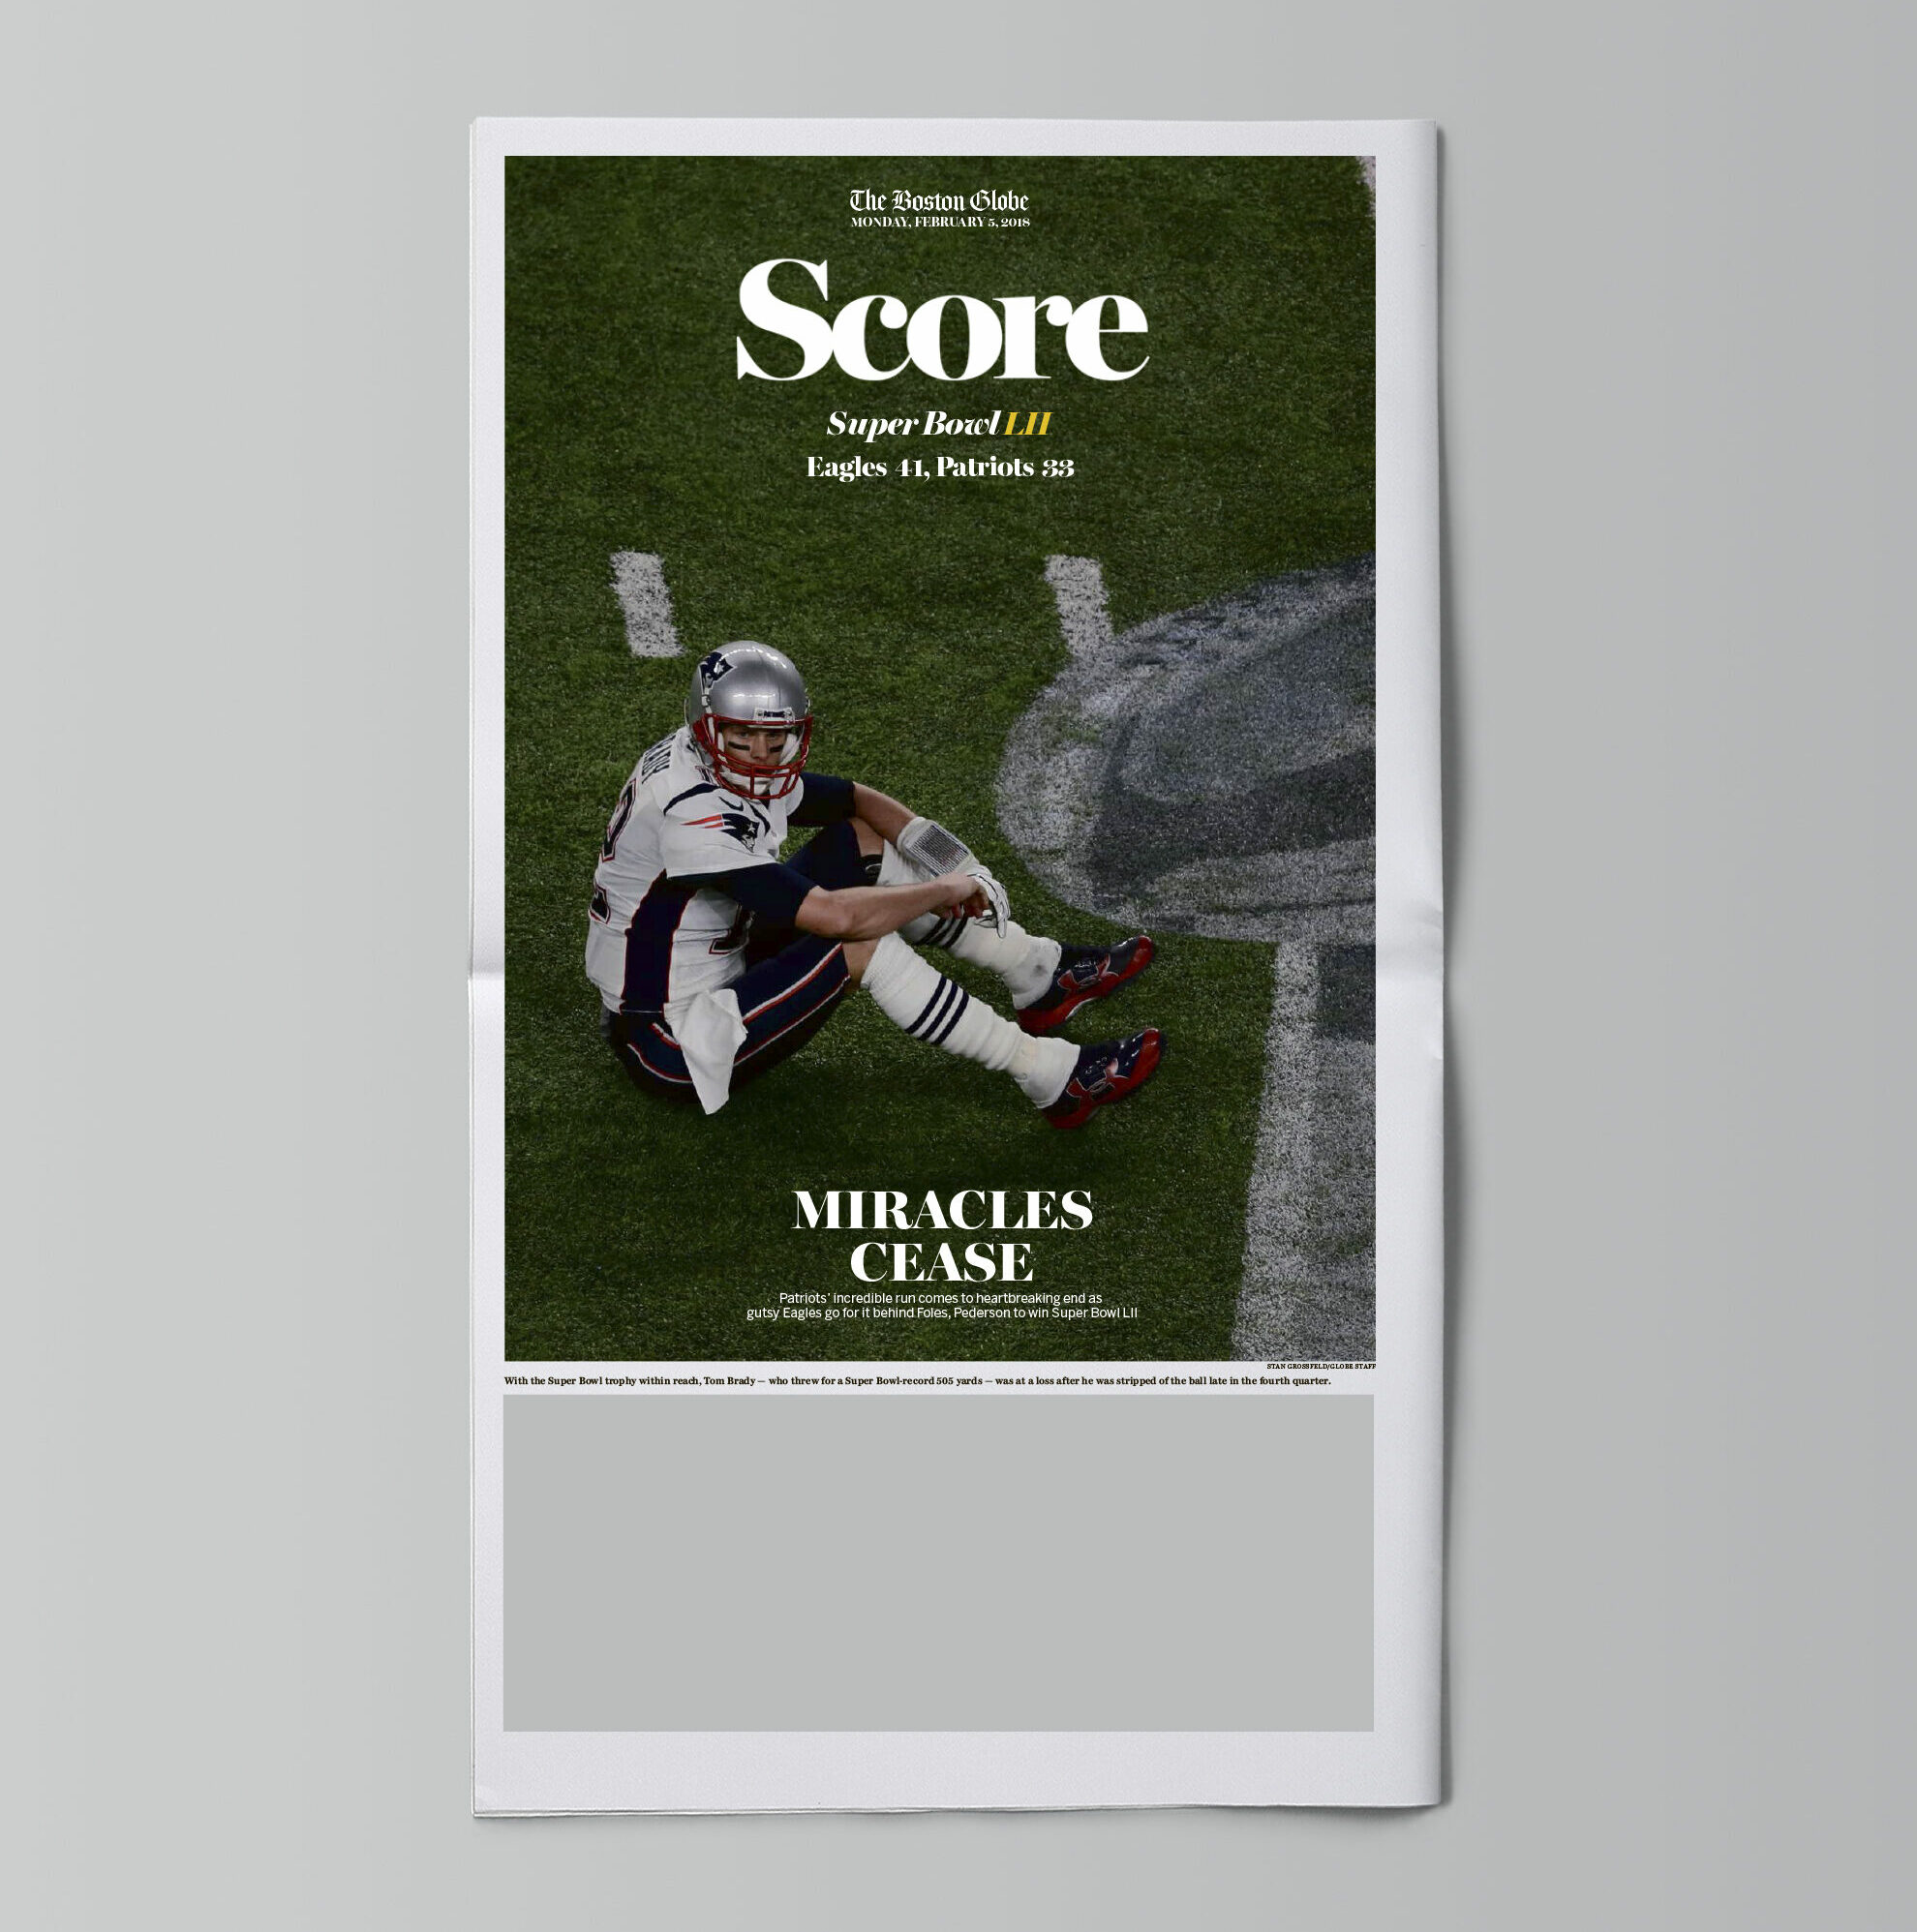 The Boston Globe
MONDAY, FEBRUARY 5, 2018
Score
Super Bowl LII
Eagles 41, Patriots 33
MIRACLES
CEASE
Patriots' incredible run comes to heartbreaking end as
gutsy Eagles go for it behind Foles, Pederson to win Super Bowl LII
STAN GROSSFELD/GLOBE STAFF
With the Super Bowl trophy within reach, Tom Brady — who threw for a Super Bowl-record 505 yards — was at a loss after he was stripped of the ball late in the fourth quarter.